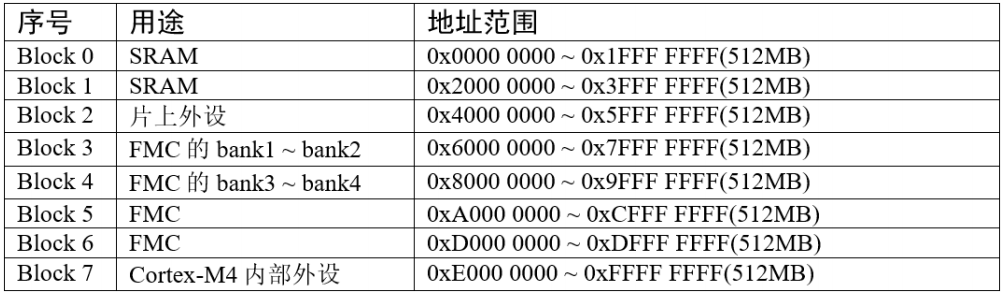 序号 用途 地址范围
Block 0 SRAM 0x0000 0000 ~ 0x1FFF FFFF(512MB)
Block 1 SRAM 0x2000 0000 ~ 0x3FFF FFFF(512MB)
Block 2 片上外设 0x4000 0000 ~ 0x5FFF FFFF(512MB)
Block 3 FMC 的 bank1 ~ bank2 0x6000 0000 ~ 0x7FFF FFFF(512MB)
Block 4 FMC 的 bank3 ~ bank4 0x8000 0000 ~ 0x9FFF FFFF(512MB)
Block 5 FMC 0xA000 0000 ~ 0xCFFF FFFF(512MB)
Block 6 FMC 0xD000 0000 ~ 0xDFFF FFFF(512MB)
Block 7 Cortex-M4 内部外设 0xE000 0000 ~ 0xFFFF FFFF(512MB)